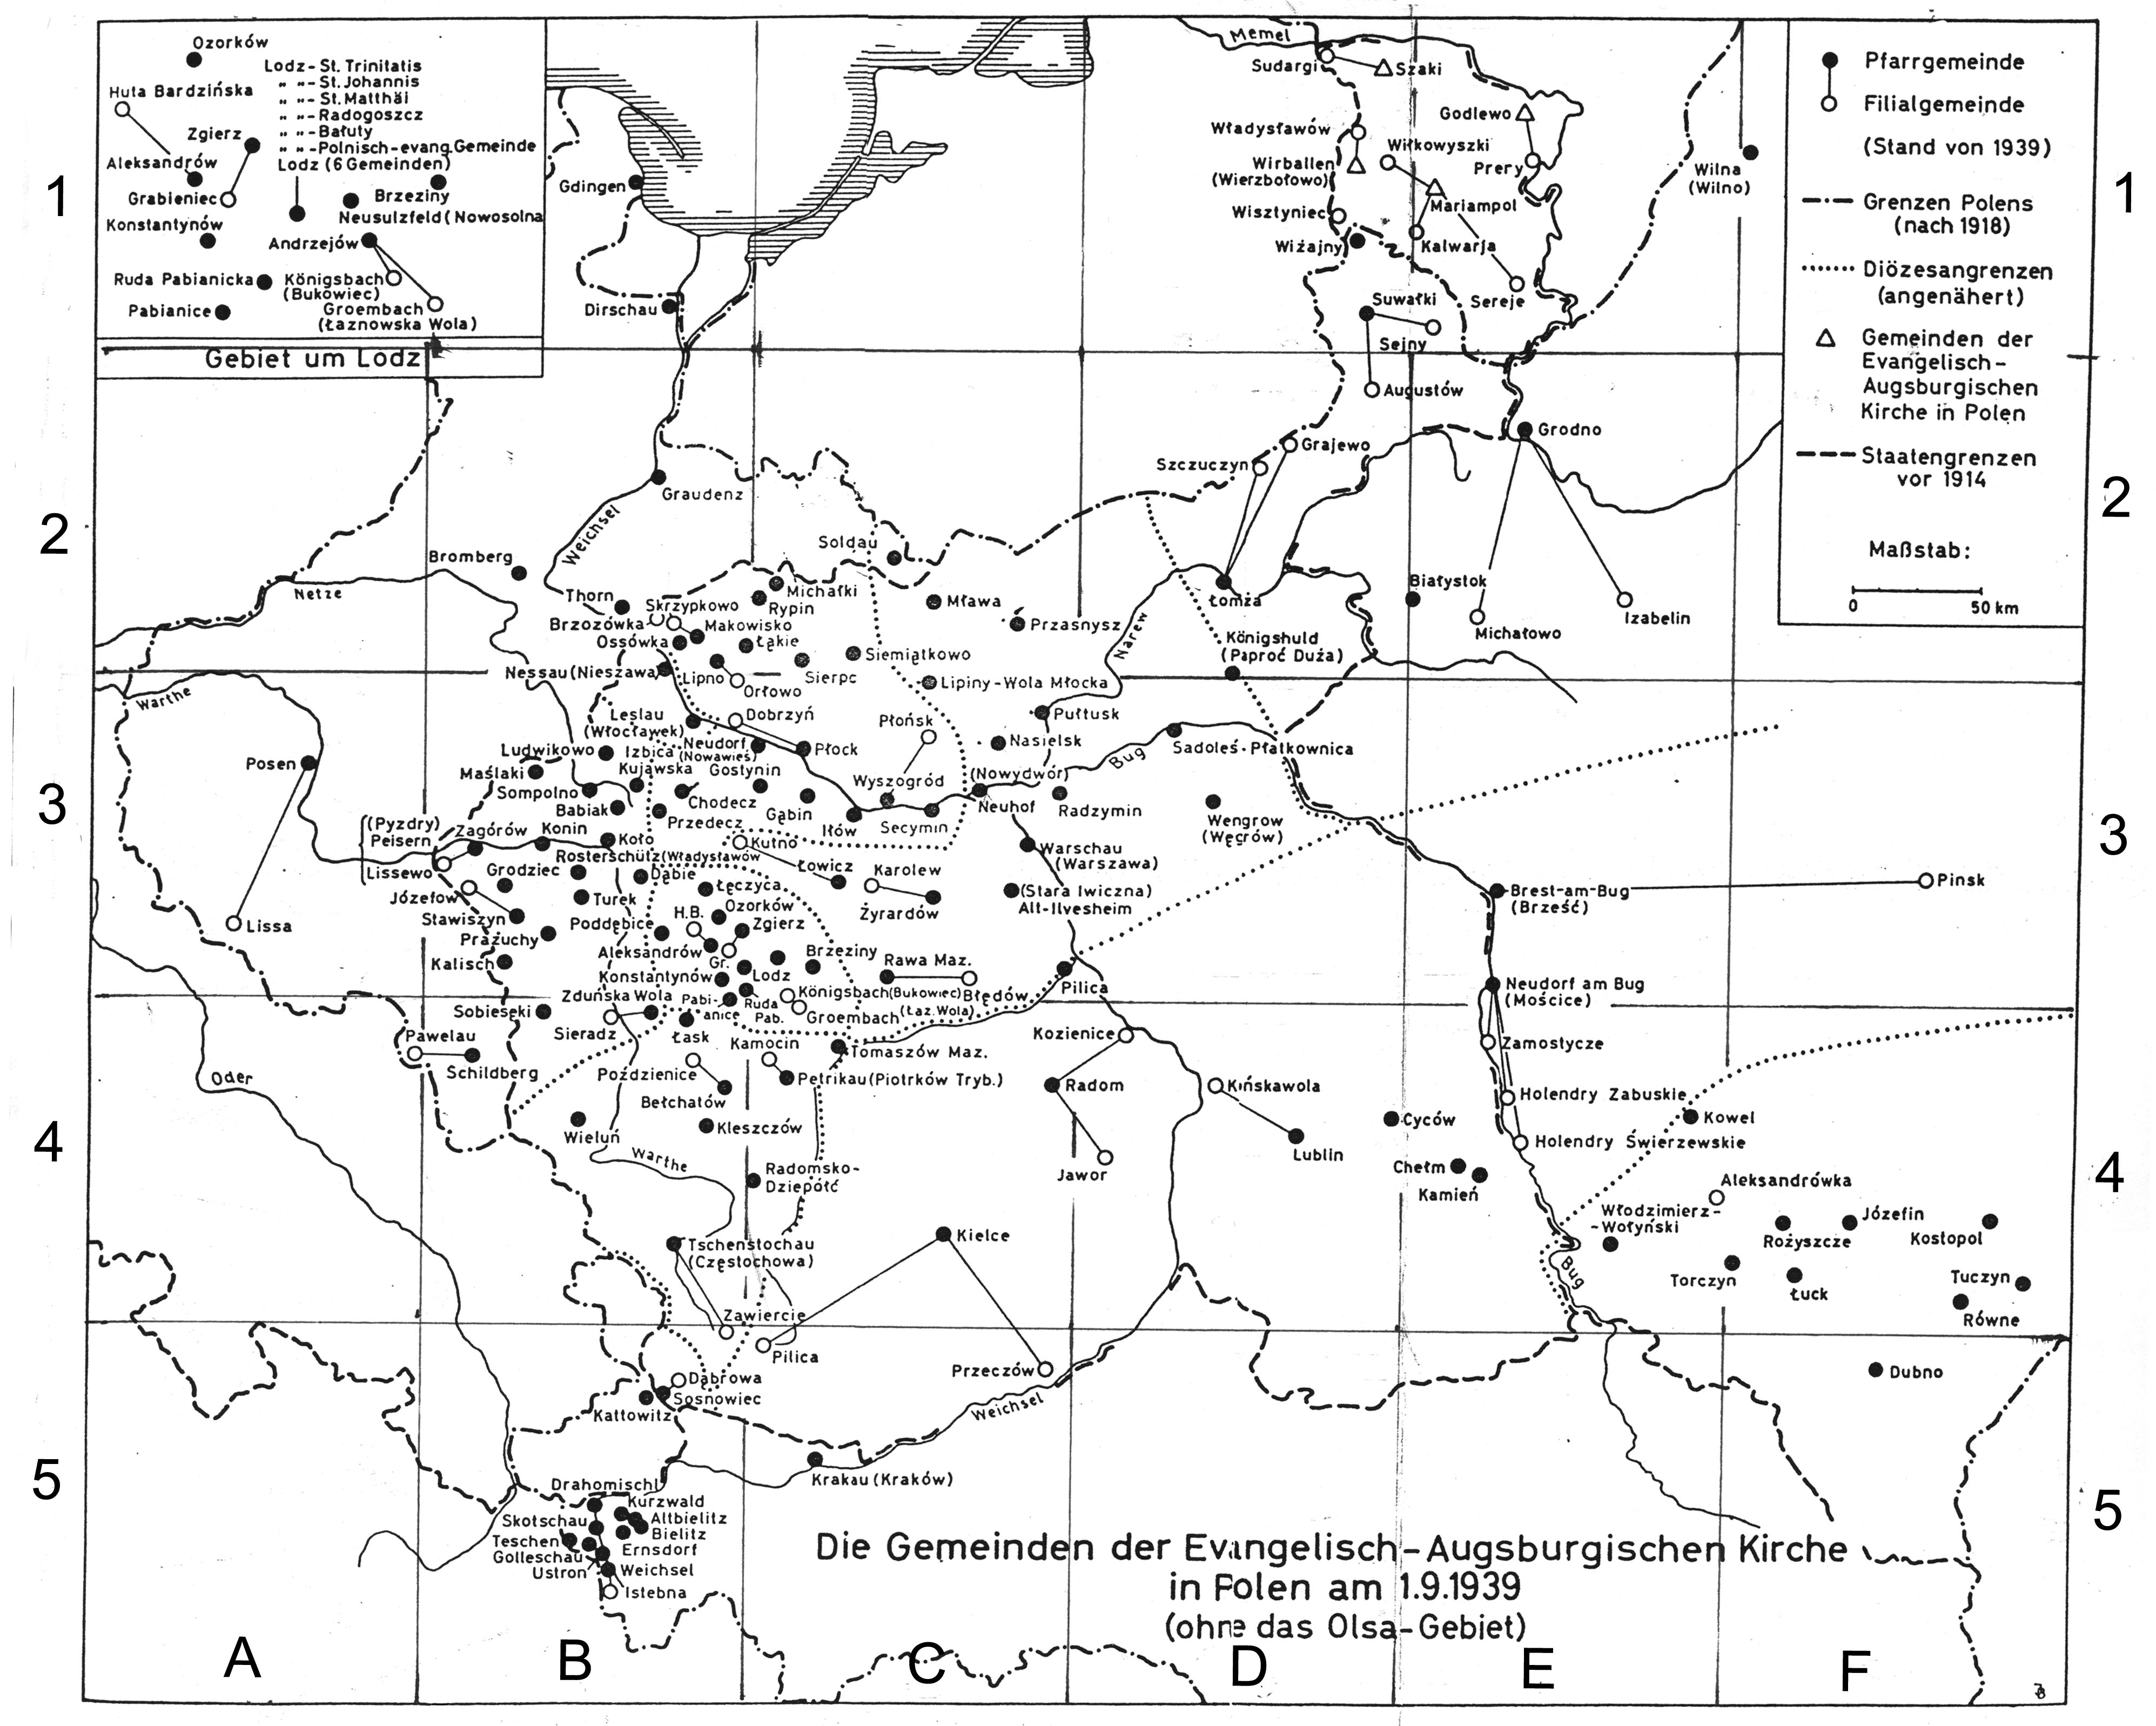 Ozorków
Huta Bardzińska
Zgierz
Aleksandrów
Grabieniec
Konstantynów
Lodz - St. Trinitatis
" " - St. Johannis
" " - St. Matthäi
" " - Radogoszcz
" " - Bałuty
" " - Polnisch-evang. Gemeinde
Lodz (6 Gemeinden)
Brzeziny
Neusulzfeld (Nowosolna
Andrzejów
Ruda Pabianicka
Königsbach
(Bukowiec)
Pabianice
Groembach
(Łaznowska Wola)
Gebiet um Lodz
Pfarrgemeinde
Filialgemeinde
(Stand von 1939)
Grenzen Polens
(nach 1918)
Diözesangrenzen
(angenähert)
Gemeinden der
Evangelisch-
Augsburgischen
Kirche in Polen
Staatengrenzen
vor 1914
Maßstab:
0 50 km
1
1
2
2
3
3
4
4
5
5
Memel
Sudargi
Szaki
Godlewo
Władysławów
Wiłkowyszki
Wirballen
(Wierzbołowo)
Prery
Wilna
(Wilno)
Mariampol
Wisztyniec
Wiżajny
Kalwarja
Sereje
Suwałki
Sejny
Augustów
Gdingen
Dirschau
Grodno
Grajewo
Szczuczyn
Graudenz
Weichsel
Soldau
Bromberg
Netze
Thorn
Michałki
Rypin
Skrzypkowo
Brzozówka
Makowisko
Ossówka
Łąkie
Mława
Przasnysz
Narew
Łomża
Białystok
Michałowo
Izabelin
Königshuld
(Paproć Duża)
Siemiątkowo
Nessau (Nieszawa)
Lipno
Orłowo
Sierpc
Lipiny-Wola Młocka
Warthe
Leslau
(Włocławek)
Dobrzyń
Płońsk
Pułtusk
Ludwikowo
Izbica
Kujawska
Neudorf
(Nowawieś)
Płock
Nasielsk
Bug
Sadoleś-Płatkownica
Posen
Maślaki
Gostynin
Wyszogród
(Nowydwór)
Neuhof
Sompolno
Chodecz
Radzymin
Babiak
Przedecz
Gąbin
Iłów
Secymin
Wengrow
(Węgrów)
(Pyzdry)
Peisern
Zagórów
Konin
Koło
Kutno
Warschau
(Warszawa)
Rosterschütz (Władysławów
Lissewo
Grodziec
Dąbie
Łowicz
Karolew
Józefow
Turek
Łęczyca
Żyrardów
(Stara Iwiczna)
Alt-Ilvesheim
Brest-am-Bug
(Brześć)
Pinsk
Lissa
Stawiszyn
Ozorków
H.B.
Zgierz
Poddębice
Prażuchy
Aleksandrów
Gr.
Brzeziny
Kalisch
Konstantynów
Lodz
Rawa Maz.
Błędów
Pilica
Neudorf am Bug
(Mościce)
Zduńska Wola
Pabi-
anice
Ruda
Pab.
Königsbach (Bukowiec)
Groembach (Łaz. Wola)
Sobieseki
Sieradz
Łask
Kamocin
Tomaszów Maz.
Kozienice
Zamostycze
Pawelau
Schildberg
Poździenice
Petrikau (Piotrków Tryb.)
Radom
Kińskawola
Holendry Zabuskie
Oder
Bełchatów
Kowel
Wieluń
Kleszczów
Lublin
Cyców
Holendry Świerzewskie
Warthe
Radomsko-
Dziepółć
Jawor
Chełm
Kamień
Aleksandrówka
Włodzimierz-
-Wołyński
Józefin
Rożyszcze
Kostopol
Tschenstochau
(Częstochowa)
Kielce
Bug
Torczyn
Łuck
Tuczyn
Równe
Zawiercie
Pilica
Przeczów
Dubno
Dąbrowa
Sosnowiec
Kattowitz
Weichsel
Krakau (Kraków)
Drahomischl
Kurzwald
Skotschau
Altbielitz
Teschen
Bielitz
Golleschau
Ernsdorf
Ustron
Weichsel
Istebna
Die Gemeinden der Evangelisch-Augsburgischen Kirche
in Polen am 1.9.1939
(ohne das Olsa-Gebiet)
A B C D E F